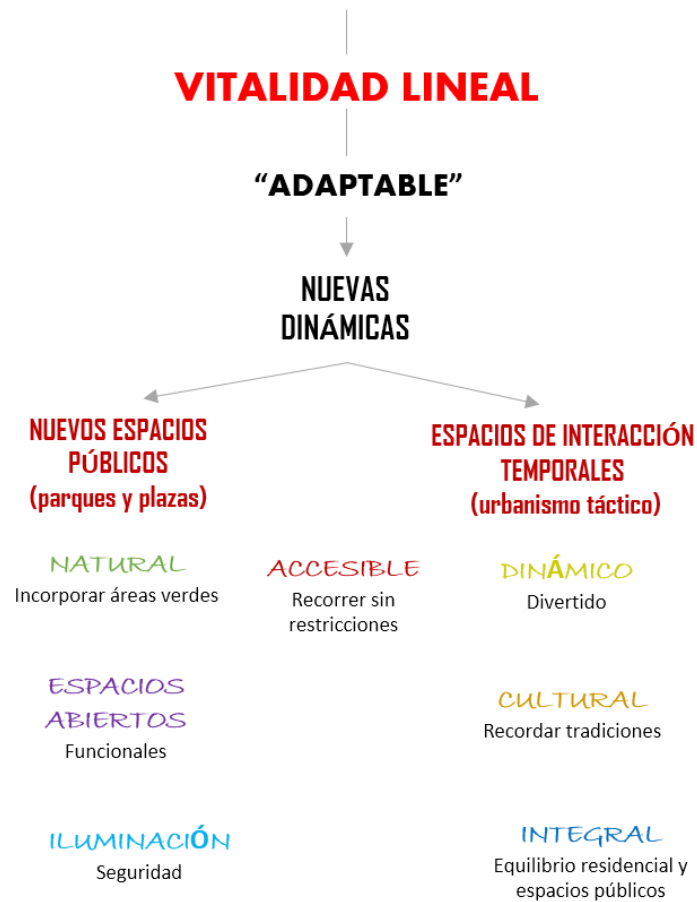 VITALIDAD LINEAL
“ADAPTABLE”
NUEVAS
DINÁMICAS
NUEVOS ESPACIOS
PÚBLICOS
(parques y plazas)
ESPACIOS DE INTERACCIÓN
TEMPORALES
(urbanismo táctico)
NATURAL
Incorporar áreas verdes
ACCESIBLE
Recorrer sin
restricciones
DINÁMICO
Divertido
ESPACIOS
ABIERTOS
Funcionales
CULTURAL
Recordar tradiciones
ILUMINACIÓN
Seguridad
INTEGRAL
Equilibrio residencial y
espacios públicos